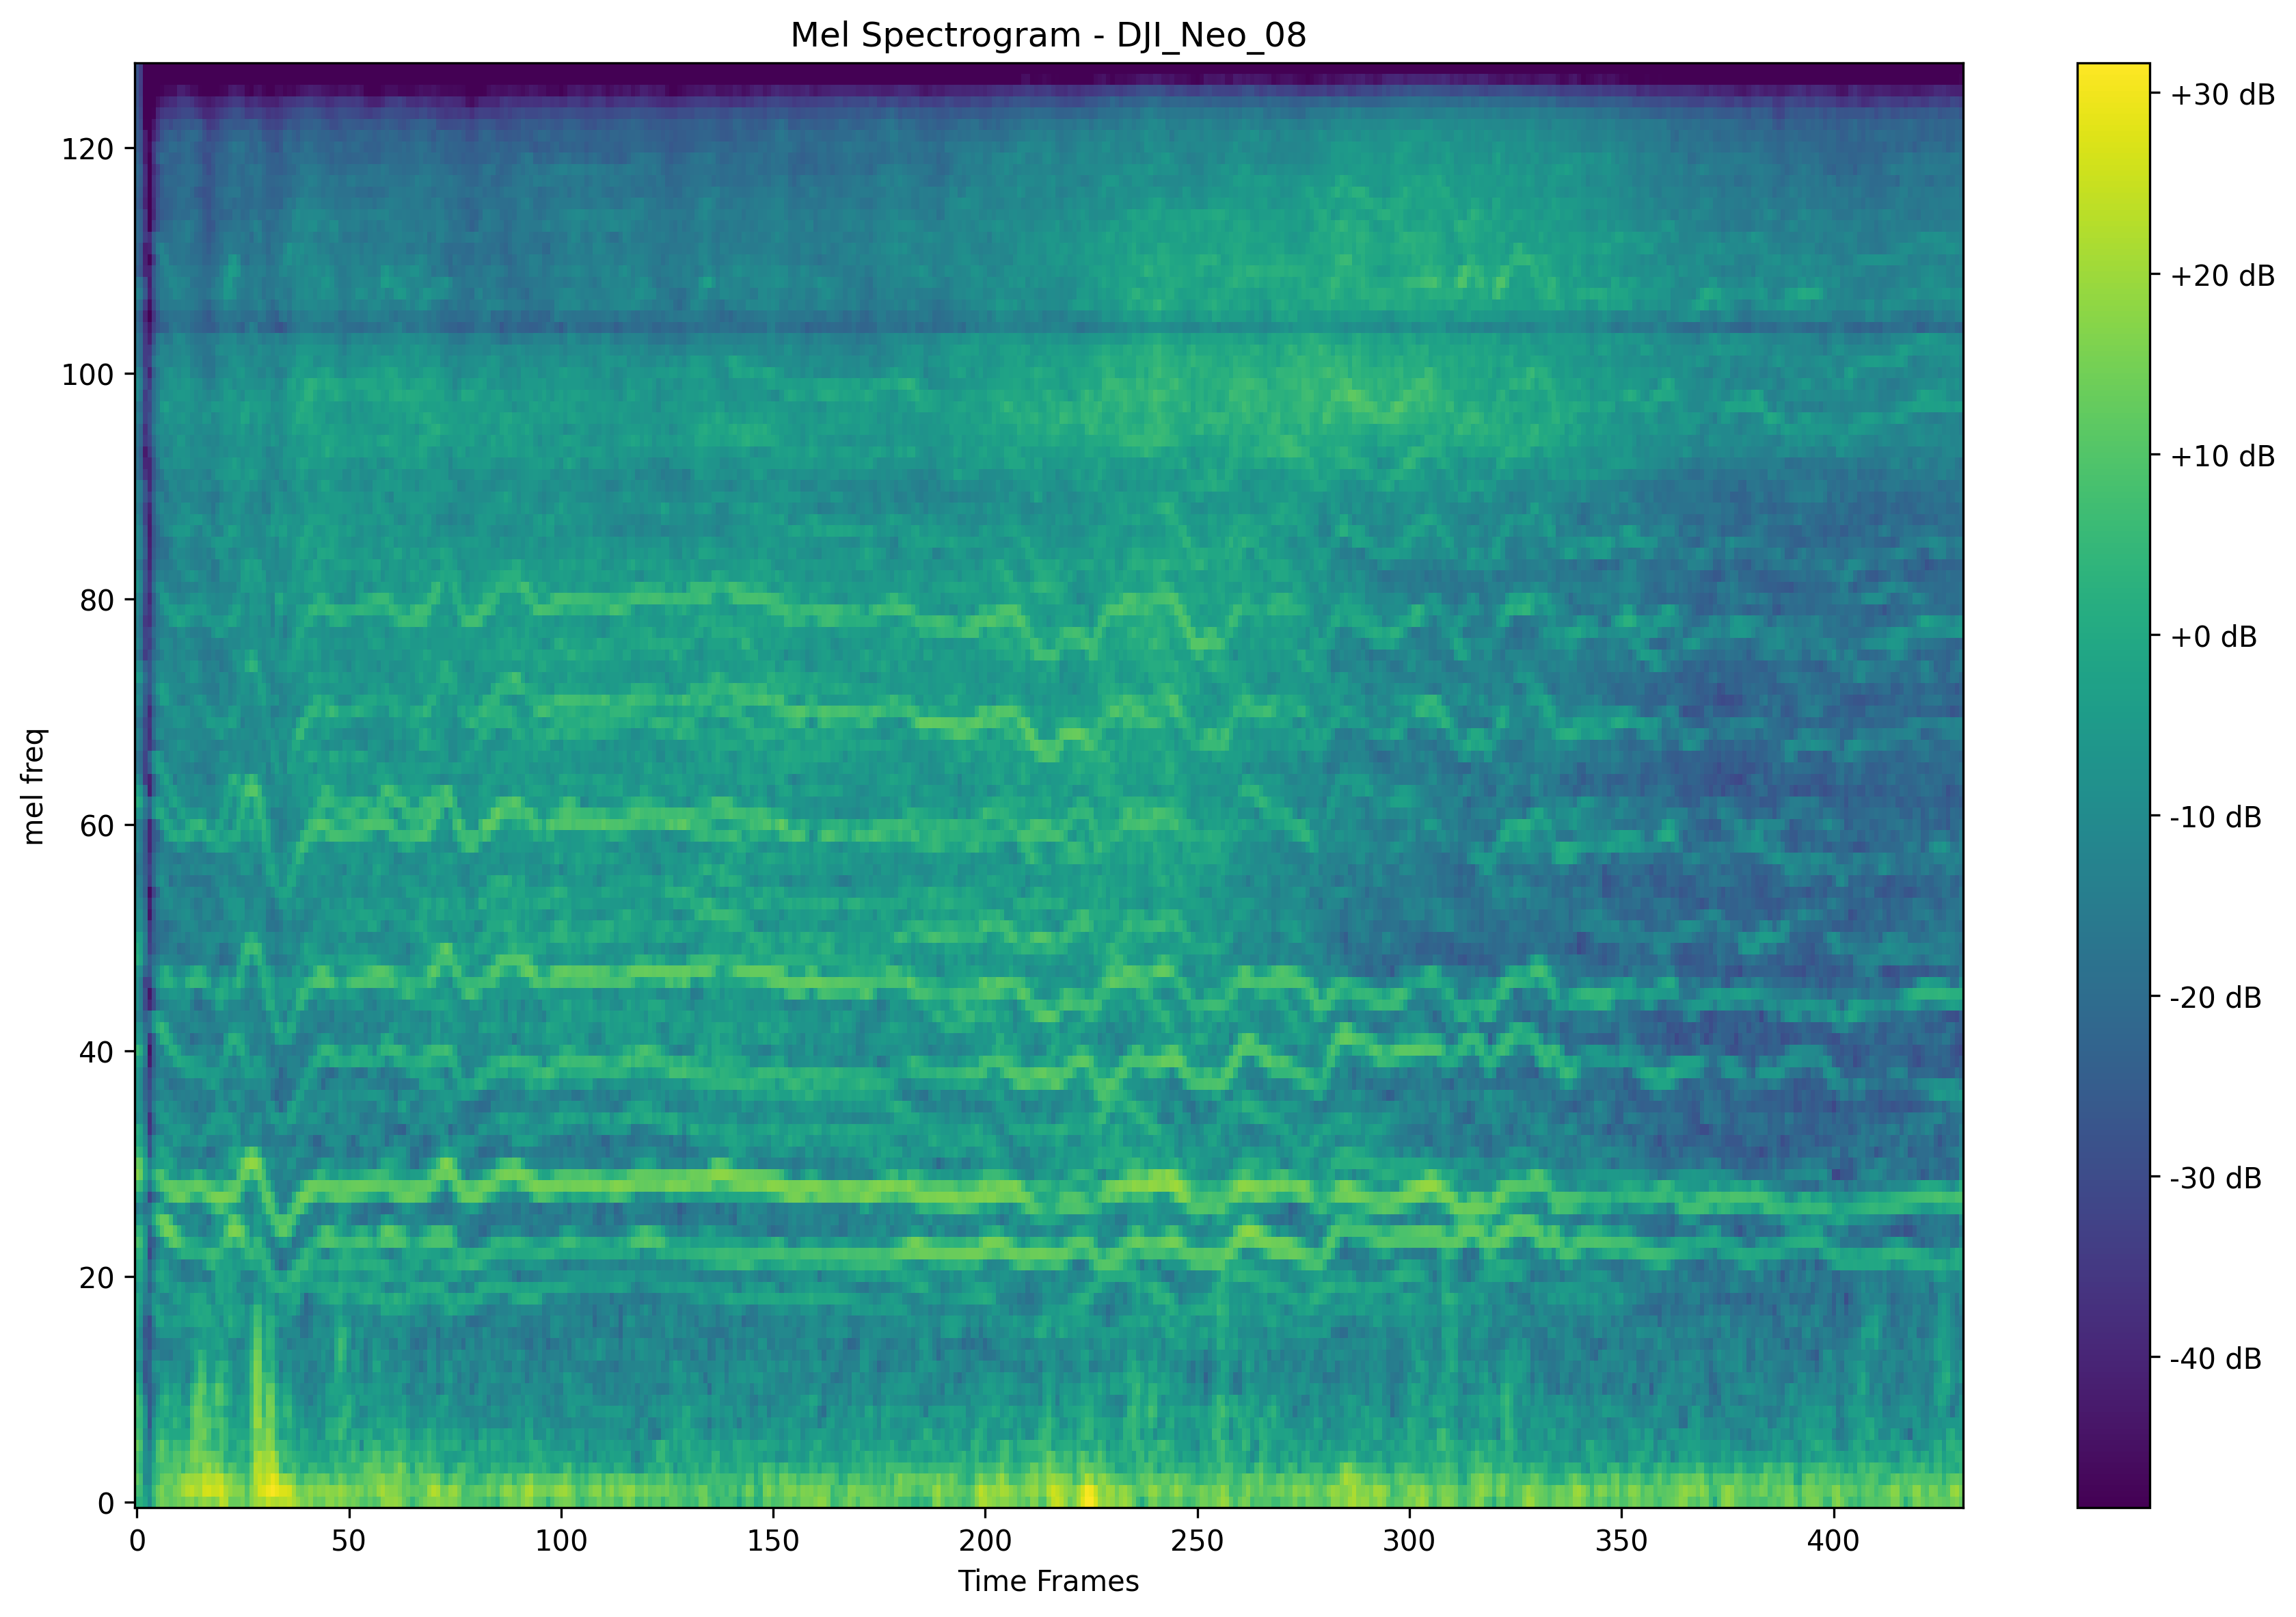 Mel Spectrogram - DJI_Neo_08
mel freq
120
100
80
60
40
20
0
0 50 100 150 200 250 300 350 400
Time Frames
+30 dB
+20 dB
+10 dB
+0 dB
-10 dB
-20 dB
-30 dB
-40 dB